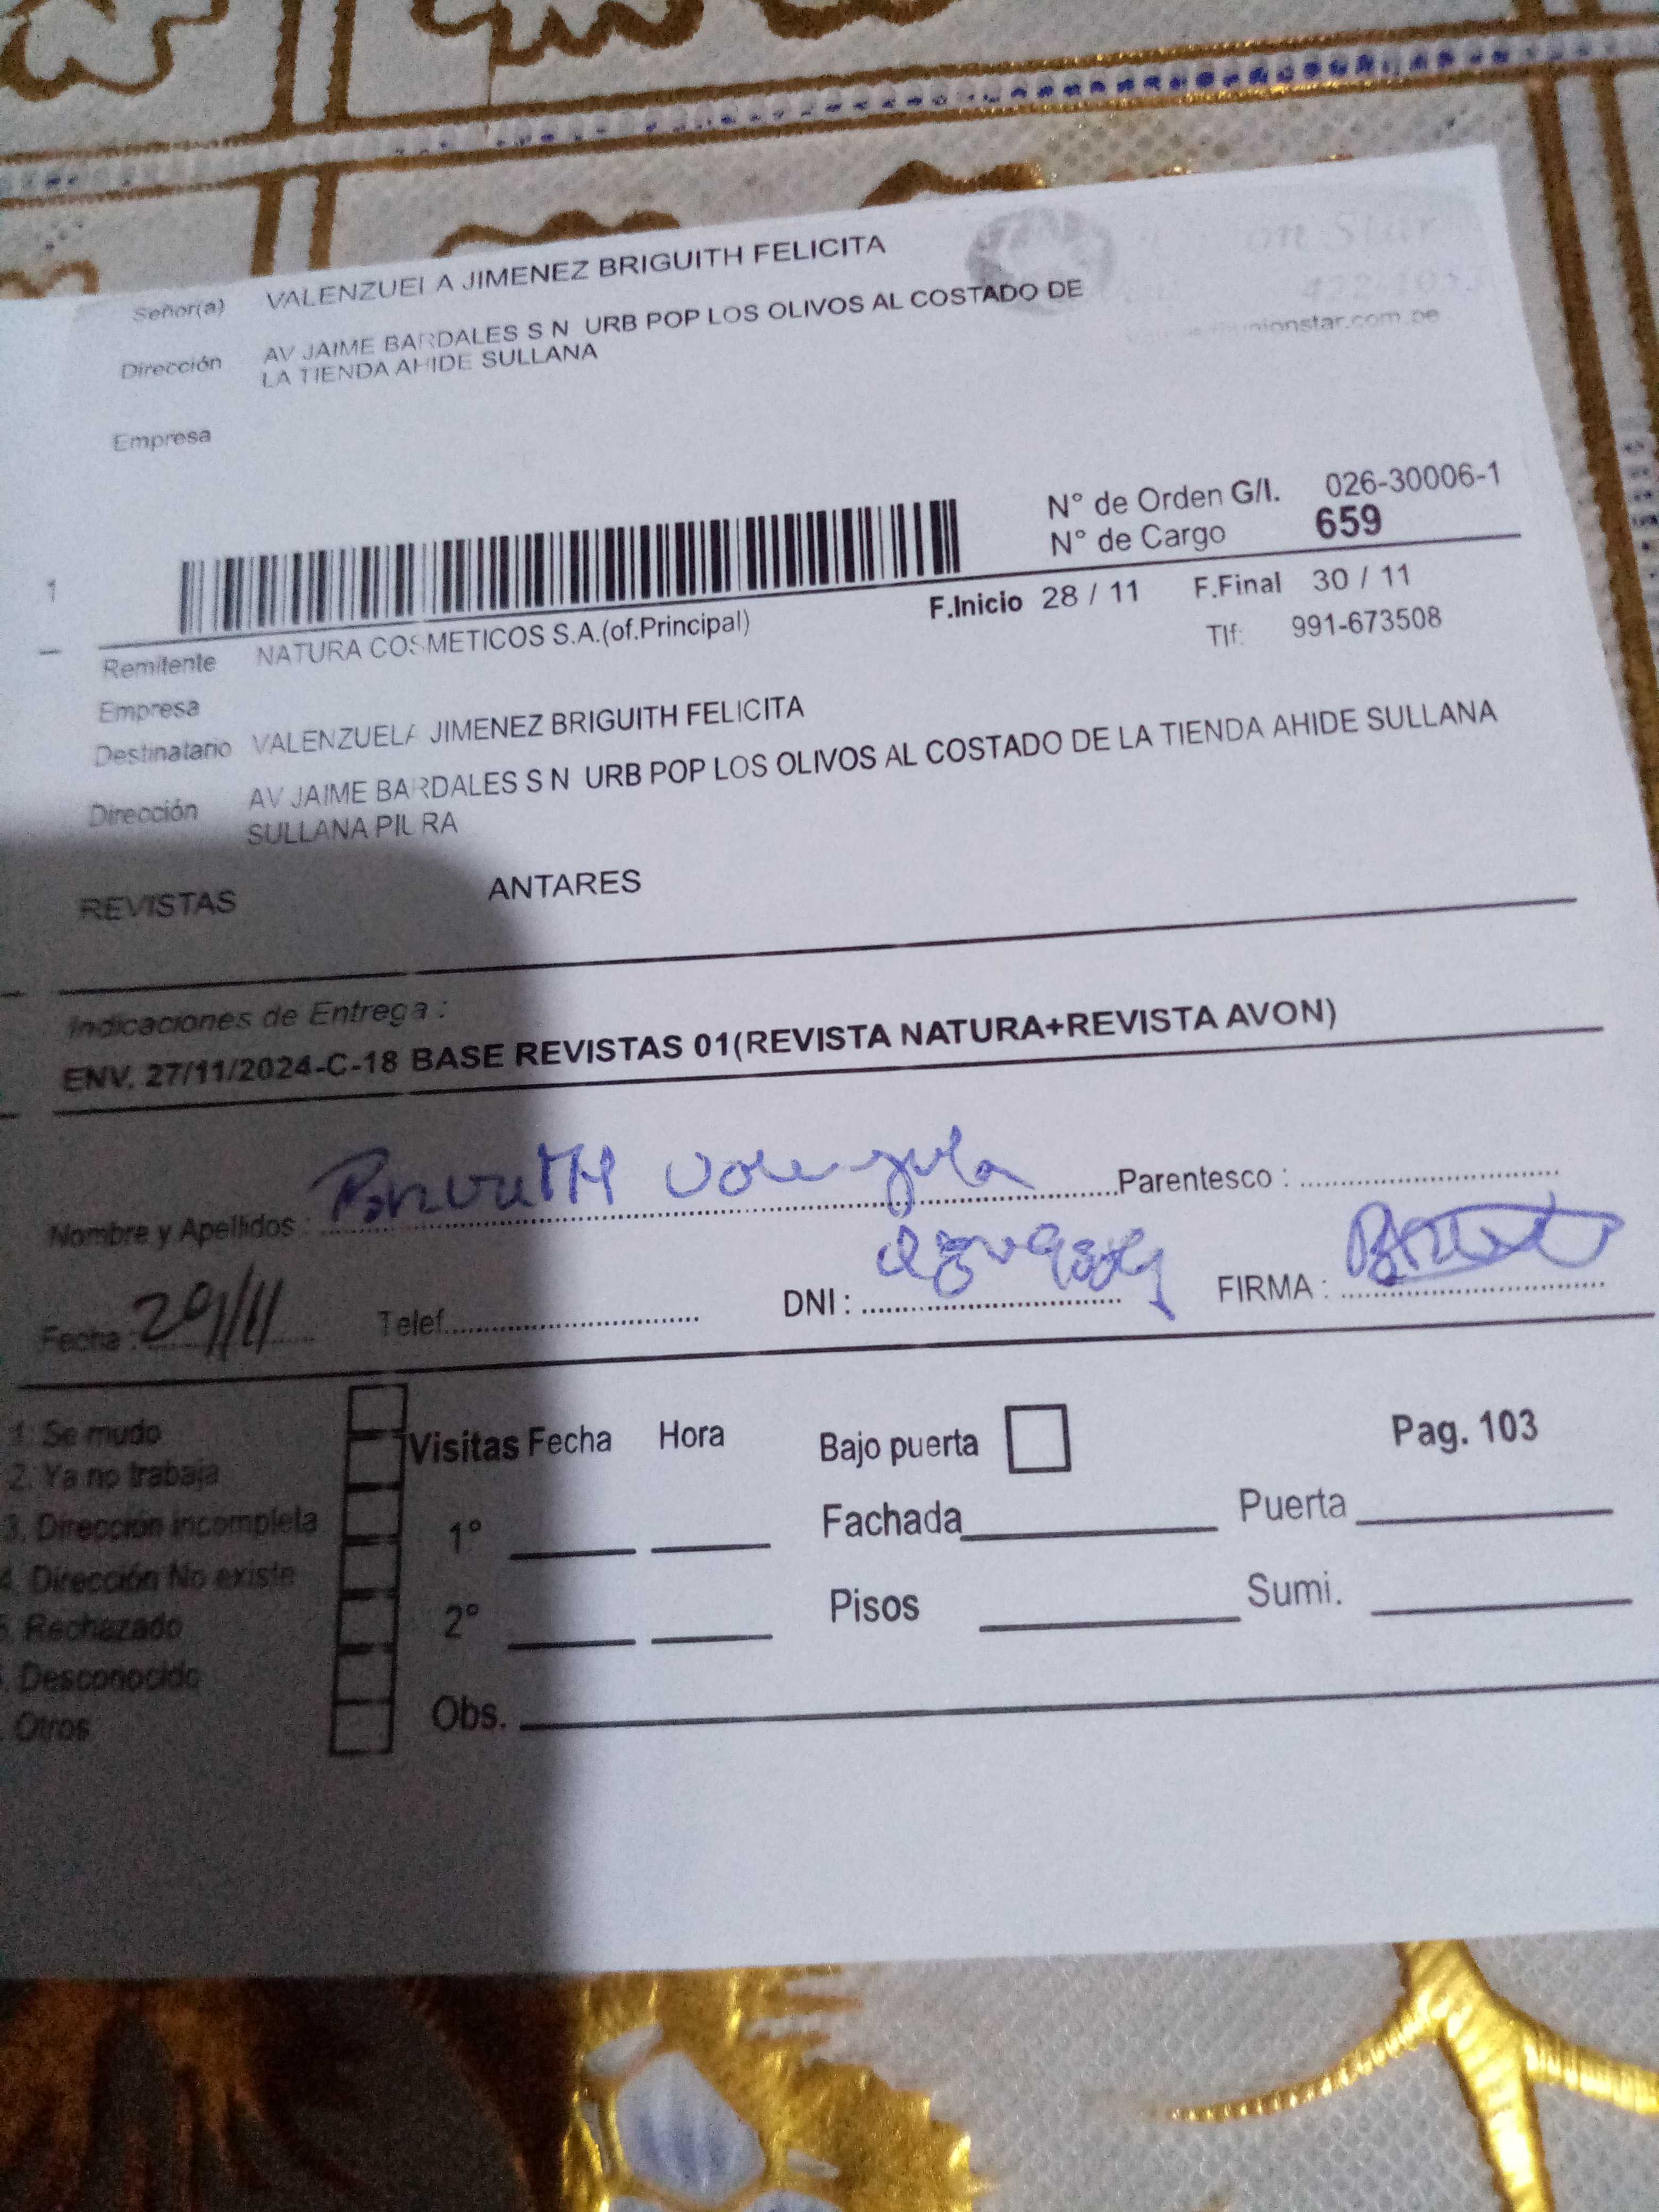 Señor(a) VALENZUELA JIMENEZ BRIGUITH FELICITA
Dirección AV JAIME BARDALES S N URB POP LOS OLIVOS AL COSTADO DE
LA TIENDA AHIDE SULLANA
on Star
unionstar.com.pe
Empresa
N° de Orden G/I. 026-30006-1
N° de Cargo 659
1
F.Inicio 28 / 11 F.Final 30 / 11
Remitente NATURA COSMETICOS S.A.(of.Principal) Tlf: 991-673508
Empresa
Destinatario VALENZUELA JIMENEZ BRIGUITH FELICITA
Dirección AV JAIME BARDALES S N URB POP LOS OLIVOS AL COSTADO DE LA TIENDA AHIDE SULLANA
SULLANA PIURA
REVISTAS ANTARES
Indicaciones de Entrega :
ENV. 27/11/2024-C-18 BASE REVISTAS 01(REVISTA NATURA+REVISTA AVON)
Nombre y Apellidos : Parentesco :
Fecha : 29/11 Telef. DNI : FIRMA :
1. Se mudo
2. Ya no trabaja
3. Dirección incompleta
4. Dirección No existe
5. Rechazado
. Desconocido
. Otros
Visitas Fecha Hora
1°
2°
Obs.
Bajo puerta Pag. 103
Fachada Puerta
Pisos Sumi.